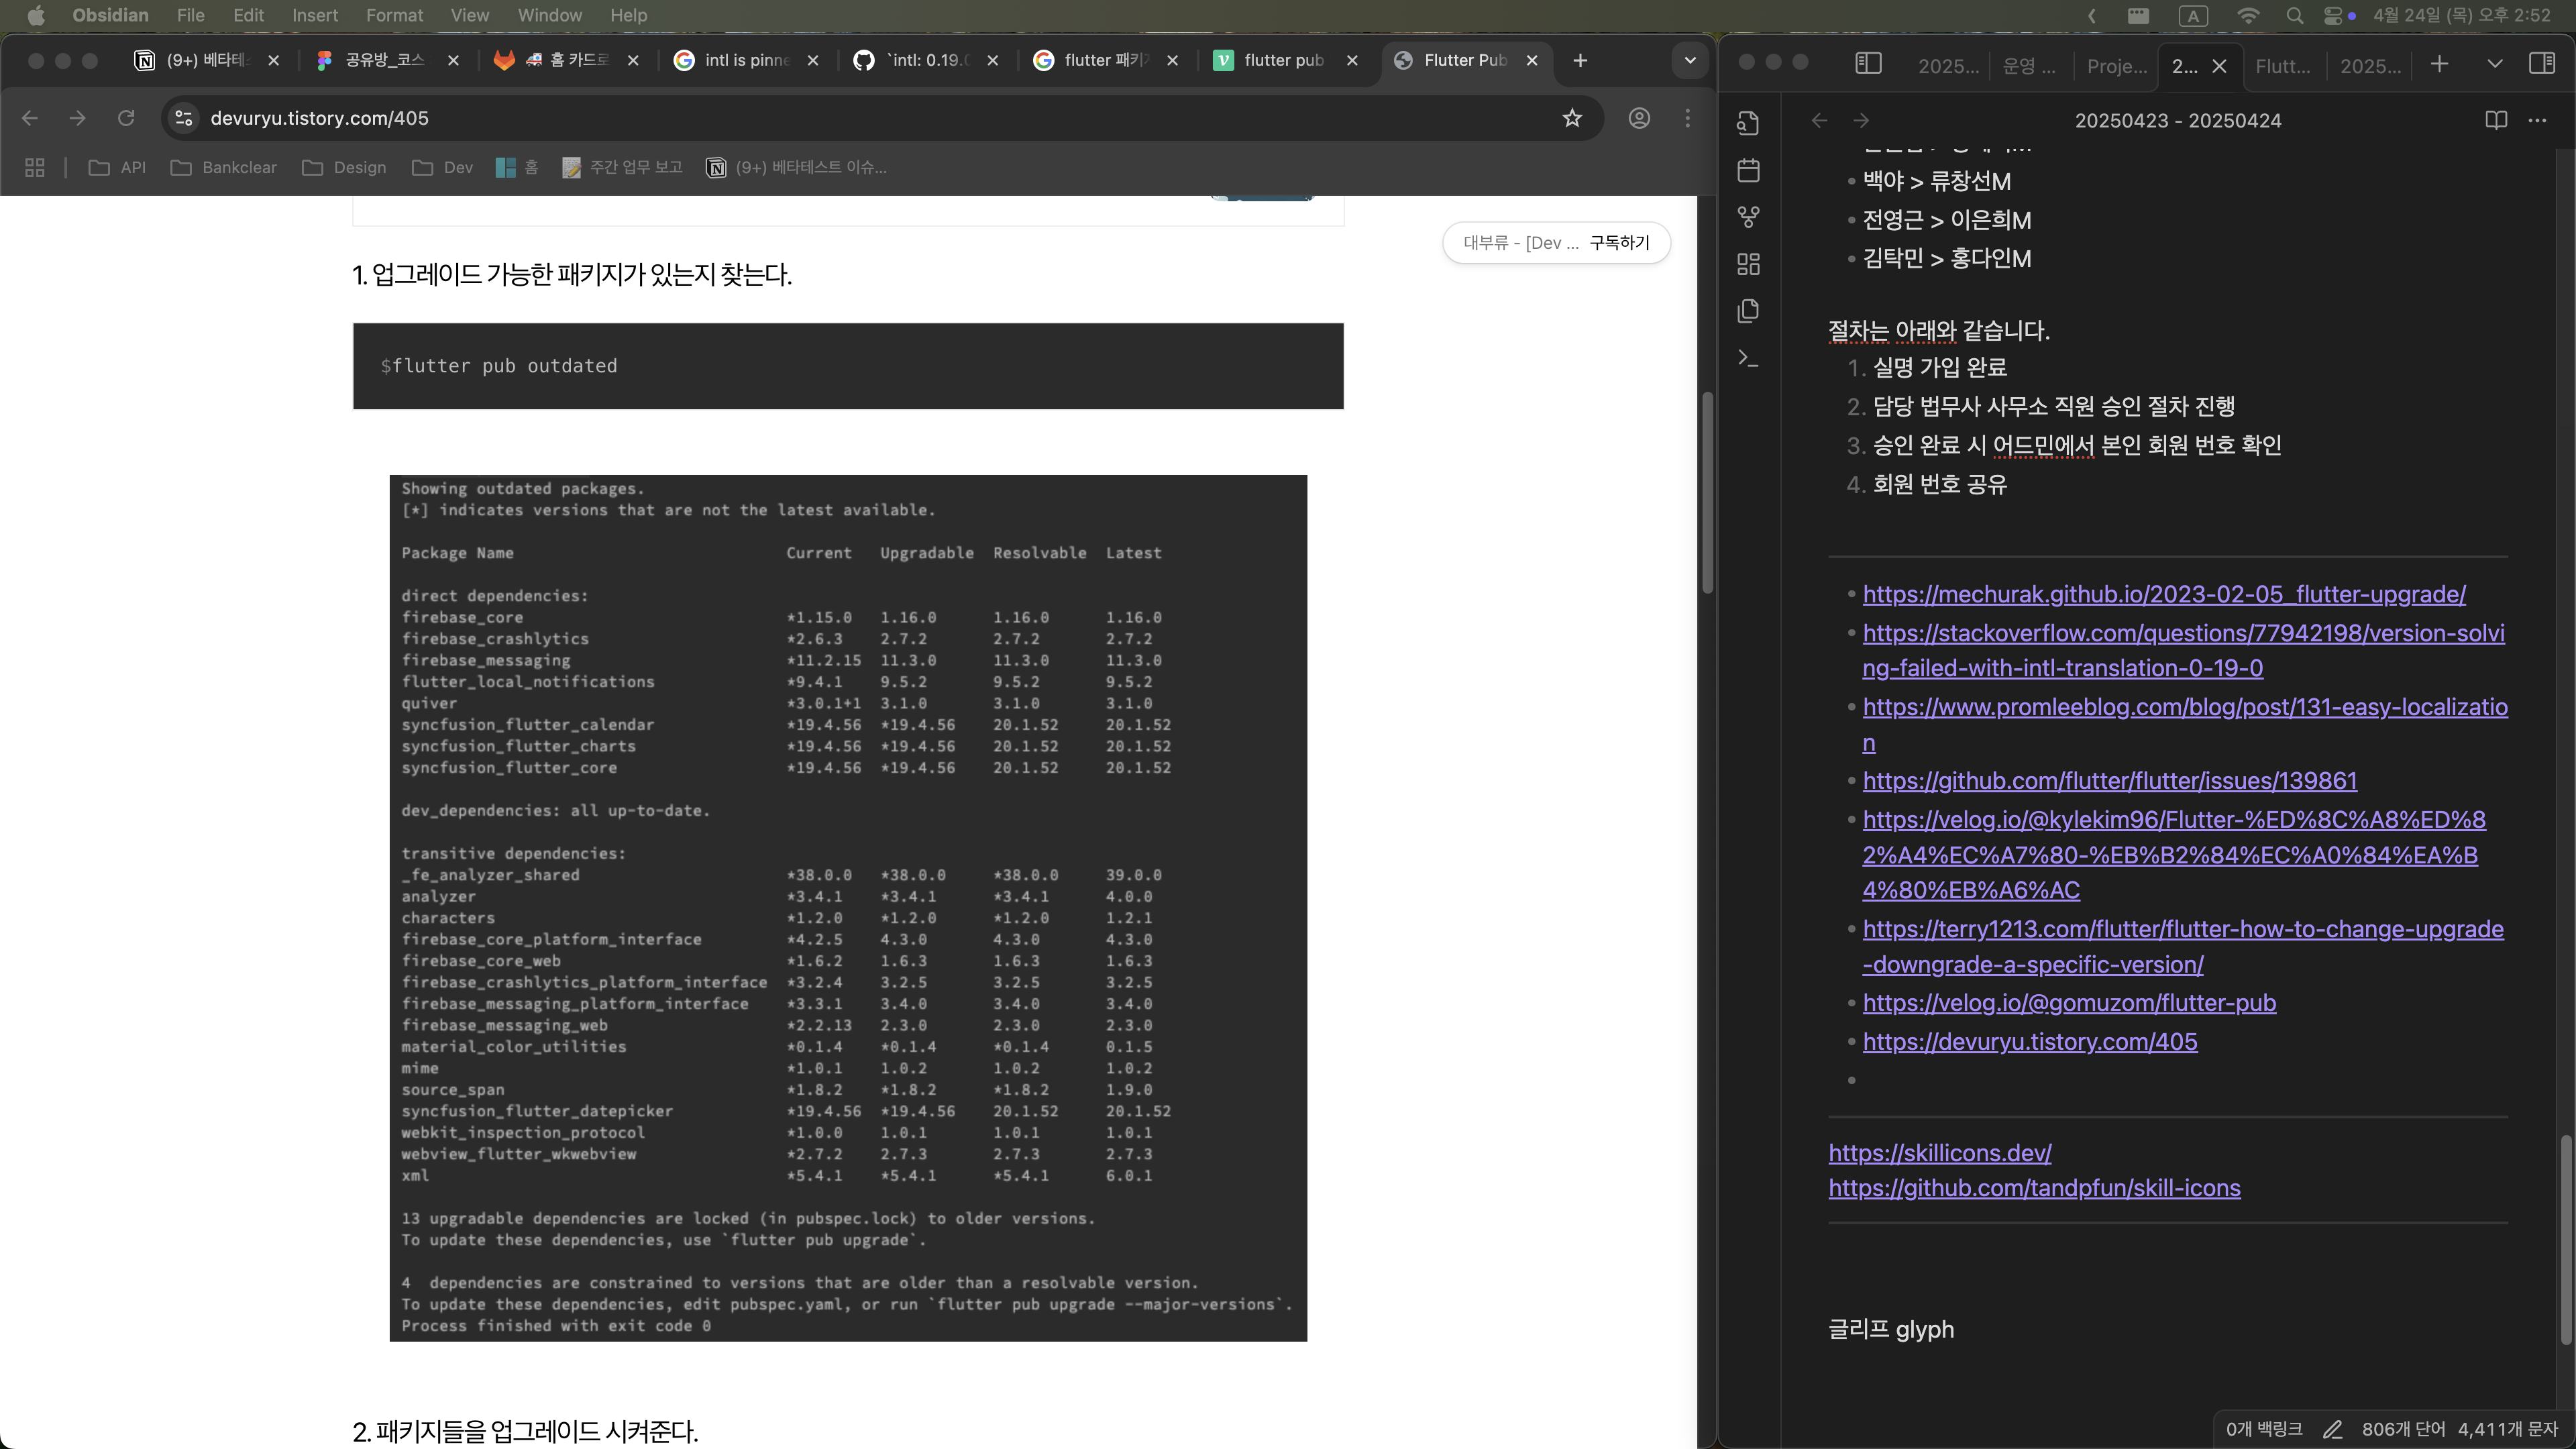 Obsidian File Edit Insert Format View Window Help
A 4월 24일 (목) 오후 2:52
(9+) 베타테
공유방_코스
홈 카드로
intl is pinne
`intl: 0.19.0
flutter 패키지
flutter pub
Flutter Pub
devuryu.tistory.com/405
API Bankclear Design Dev 홈 주간 업무 보고 (9+) 베타테스트 이슈...
대부류 - [Dev ... 구독하기
1. 업그레이드 가능한 패키지가 있는지 찾는다.
$flutter pub outdated
Showing outdated packages.
[*] indicates versions that are not the latest available.
Package Name Current Upgradable Resolvable Latest
direct dependencies:
firebase_core *1.15.0 1.16.0 1.16.0 1.16.0
firebase_crashlytics *2.6.3 2.7.2 2.7.2 2.7.2
firebase_messaging *11.2.15 11.3.0 11.3.0 11.3.0
flutter_local_notifications *9.4.1 9.5.2 9.5.2 9.5.2
quiver *3.0.1+1 3.1.0 3.1.0 3.1.0
syncfusion_flutter_calendar *19.4.56 *19.4.56 20.1.52 20.1.52
syncfusion_flutter_charts *19.4.56 *19.4.56 20.1.52 20.1.52
syncfusion_flutter_core *19.4.56 *19.4.56 20.1.52 20.1.52
dev_dependencies: all up-to-date.
transitive dependencies:
_fe_analyzer_shared *38.0.0 *38.0.0 *38.0.0 39.0.0
analyzer *3.4.1 *3.4.1 *3.4.1 4.0.0
characters *1.2.0 *1.2.0 *1.2.0 1.2.1
firebase_core_platform_interface *4.2.5 4.3.0 4.3.0 4.3.0
firebase_core_web *1.6.2 1.6.3 1.6.3 1.6.3
firebase_crashlytics_platform_interface *3.2.4 3.2.5 3.2.5 3.2.5
firebase_messaging_platform_interface *3.3.1 3.4.0 3.4.0 3.4.0
firebase_messaging_web *2.2.13 2.3.0 2.3.0 2.3.0
material_color_utilities *0.1.4 *0.1.4 *0.1.4 0.1.5
mime *1.0.1 1.0.2 1.0.2 1.0.2
source_span *1.8.2 *1.8.2 *1.8.2 1.9.0
syncfusion_flutter_datepicker *19.4.56 *19.4.56 20.1.52 20.1.52
webkit_inspection_protocol *1.0.0 1.0.1 1.0.1 1.0.1
webview_flutter_wkwebview *2.7.2 2.7.3 2.7.3 2.7.3
xml *5.4.1 *5.4.1 *5.4.1 6.0.1
13 upgradable dependencies are locked (in pubspec.lock) to older versions.
To update these dependencies, use `flutter pub upgrade`.
4 dependencies are constrained to versions that are older than a resolvable version.
To update these dependencies, edit pubspec.yaml, or run `flutter pub upgrade --major-versions`.
Process finished with exit code 0
2. 패키지들을 업그레이드 시켜준다.
2025... 운영 ... Proje... 2... Flutt... 2025...
20250423 - 20250424
백야 > 류창선M
전영근 > 이은희M
김탁민 > 홍다인M
절차는 아래와 같습니다.
1. 실명 가입 완료
2. 담당 법무사 사무소 직원 승인 절차 진행
3. 승인 완료 시 어드민에서 본인 회원 번호 확인
4. 회원 번호 공유
https://mechurak.github.io/2023-02-05_flutter-upgrade/
https://stackoverflow.com/questions/77942198/version-solvi
ng-failed-with-intl-translation-0-19-0
https://www.promleeblog.com/blog/post/131-easy-localizatio
n
https://github.com/flutter/flutter/issues/139861
https://velog.io/@kylekim96/Flutter-%ED%8C%A8%ED%8
2%A4%EC%A7%80-%EB%B2%84%EC%A0%84%EA%B
4%80%EB%A6%AC
https://terry1213.com/flutter/flutter-how-to-change-upgrade
-downgrade-a-specific-version/
https://velog.io/@gomuzom/flutter-pub
https://devuryu.tistory.com/405
https://skillicons.dev/
https://github.com/tandpfun/skill-icons
글리프 glyph
0개 백링크 806개 단어 4,411개 문자